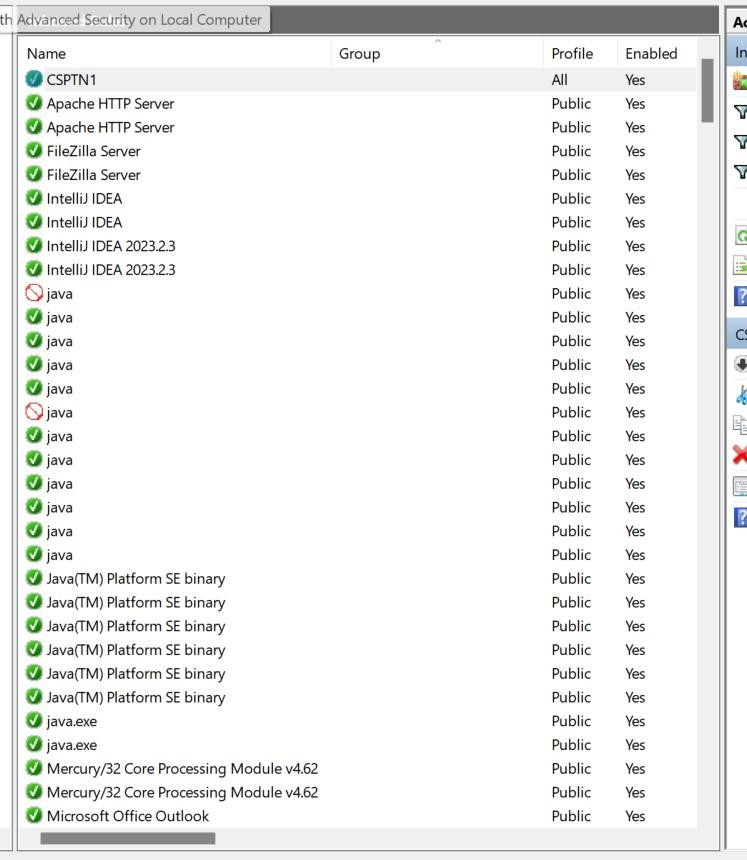 th Advanced Security on Local Computer
Name Group Profile Enabled
CSPTN1 All Yes
Apache HTTP Server Public Yes
Apache HTTP Server Public Yes
FileZilla Server Public Yes
FileZilla Server Public Yes
IntelliJ IDEA Public Yes
IntelliJ IDEA Public Yes
IntelliJ IDEA 2023.2.3 Public Yes
IntelliJ IDEA 2023.2.3 Public Yes
java Public Yes
java Public Yes
java Public Yes
java Public Yes
java Public Yes
java Public Yes
java Public Yes
java Public Yes
java Public Yes
java Public Yes
java Public Yes
java Public Yes
Java(TM) Platform SE binary Public Yes
Java(TM) Platform SE binary Public Yes
Java(TM) Platform SE binary Public Yes
Java(TM) Platform SE binary Public Yes
Java(TM) Platform SE binary Public Yes
Java(TM) Platform SE binary Public Yes
java.exe Public Yes
java.exe Public Yes
Mercury/32 Core Processing Module v4.62 Public Yes
Mercury/32 Core Processing Module v4.62 Public Yes
Microsoft Office Outlook Public Yes
In